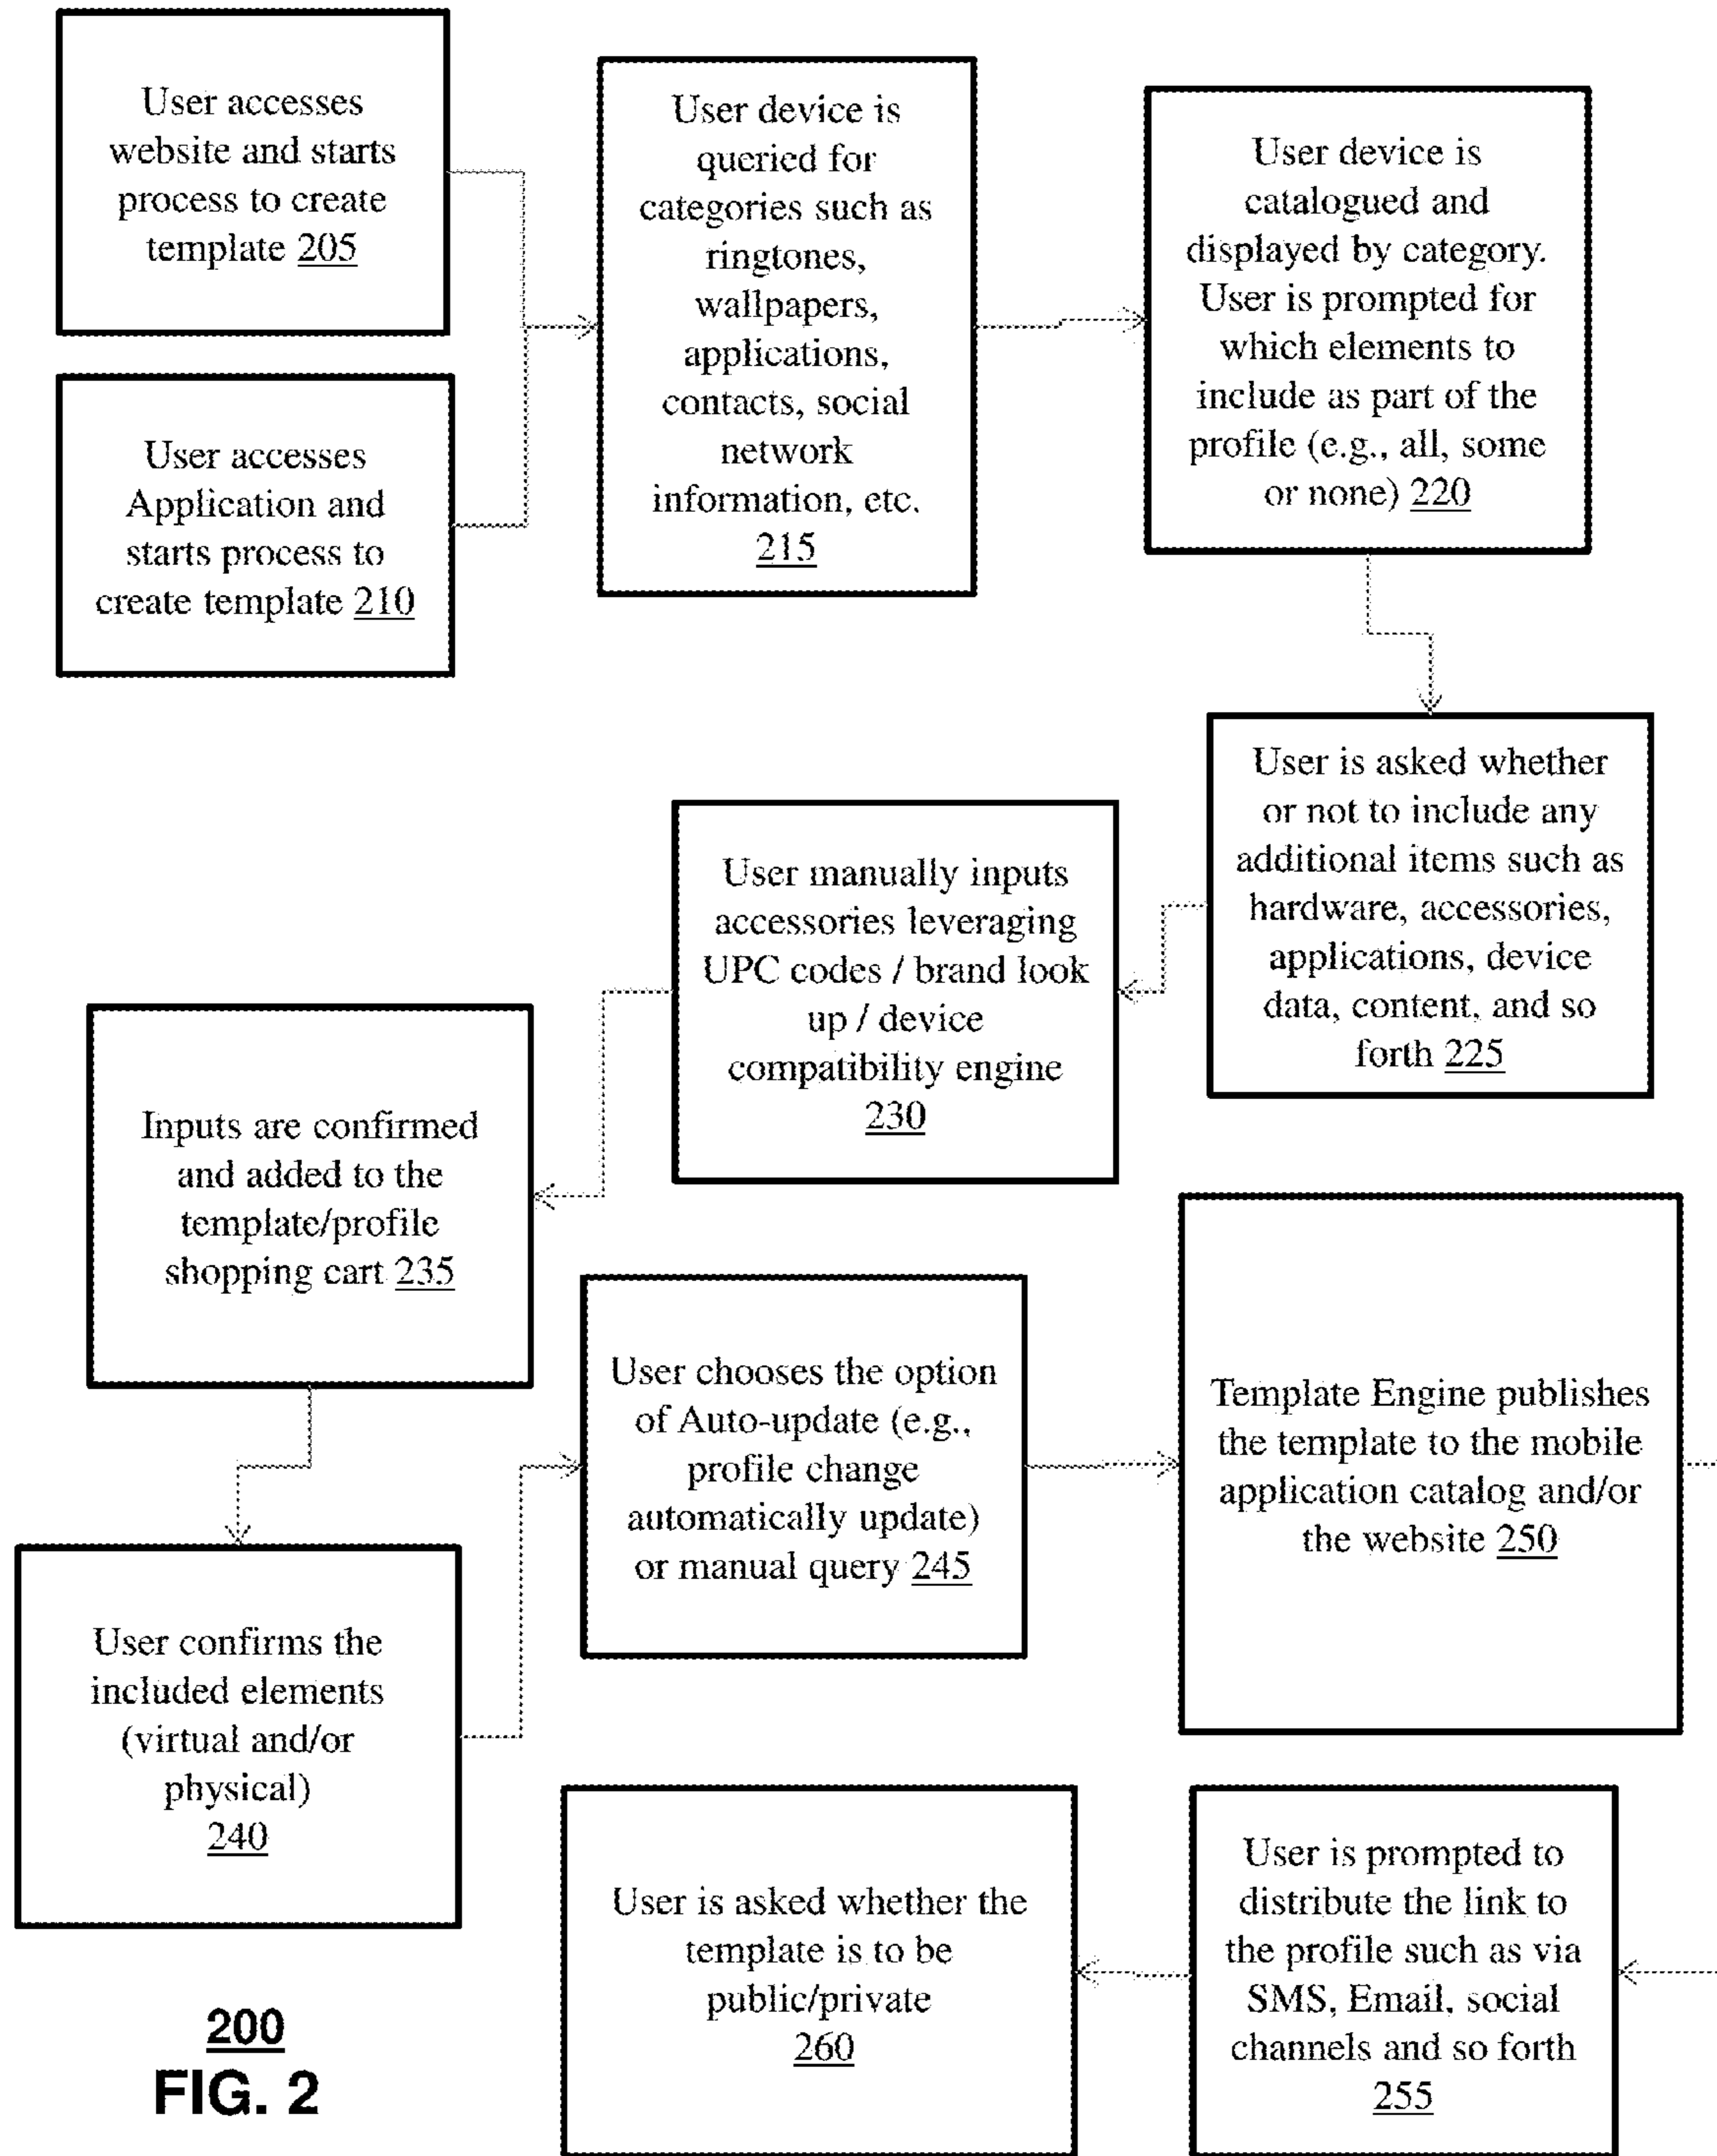 User accesses
website and starts
process to create
template 205
User accesses
Application and
starts process to
create template 210
User device is
queried for
categories such as
ringtones,
wallpapers,
applications,
contacts, social
network
information, etc.
215
User device is
catalogued and
displayed by category.
User is prompted for
which elements to
include as part of the
profile (e.g., all, some
or none) 220
User is asked whether
or not to include any
additional items such as
hardware, accessories,
applications, device
data, content, and so
forth 225
User manually inputs
accessories leveraging
UPC codes / brand look
up / device
compatibility engine
230
Inputs are confirmed
and added to the
template/profile
shopping cart 235
User confirms the
included elements
(virtual and/or
physical)
240
User chooses the option
of Auto-update (e.g.,
profile change
automatically update)
or manual query 245
Template Engine publishes
the template to the mobile
application catalog and/or
the website 250
User is prompted to
distribute the link to
the profile such as via
SMS, Email, social
channels and so forth
255
User is asked whether the
template is to be
public/private
260
200
FIG. 2